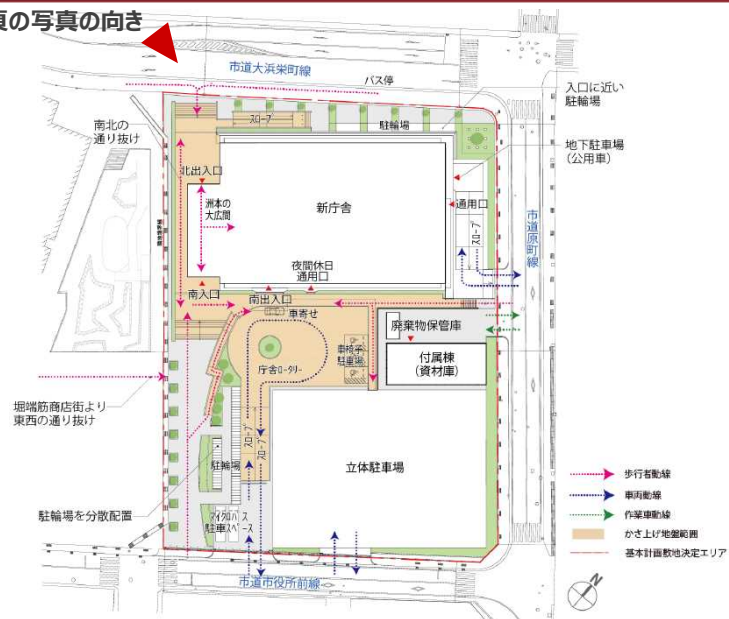 頁の写真の向き
市道大浜栄町線
バス停
入口に近い
駐輪場
スロープ
駐輪場
南北の
通り抜け
地下駐車場
(公用車)
北出入口
洲本の
大広間
新庁舎
通用口
市道原町線
スロープ
夜間休日
通用口
南入口
南出入口
車寄せ
廃棄物保管庫
車椅子
駐車場
付属棟
(資材庫)
庁舎ロータリー
堀端筋商店街より
東西の通り抜け
スロープ
スロープ
立体駐車場
駐輪場
歩行者動線
車両動線
駐輪場を分散配置
マイクロバス
駐車スペース
作業車動線
かさ上げ地盤範囲
基本計画敷地決定エリア
市道市役所前線
N